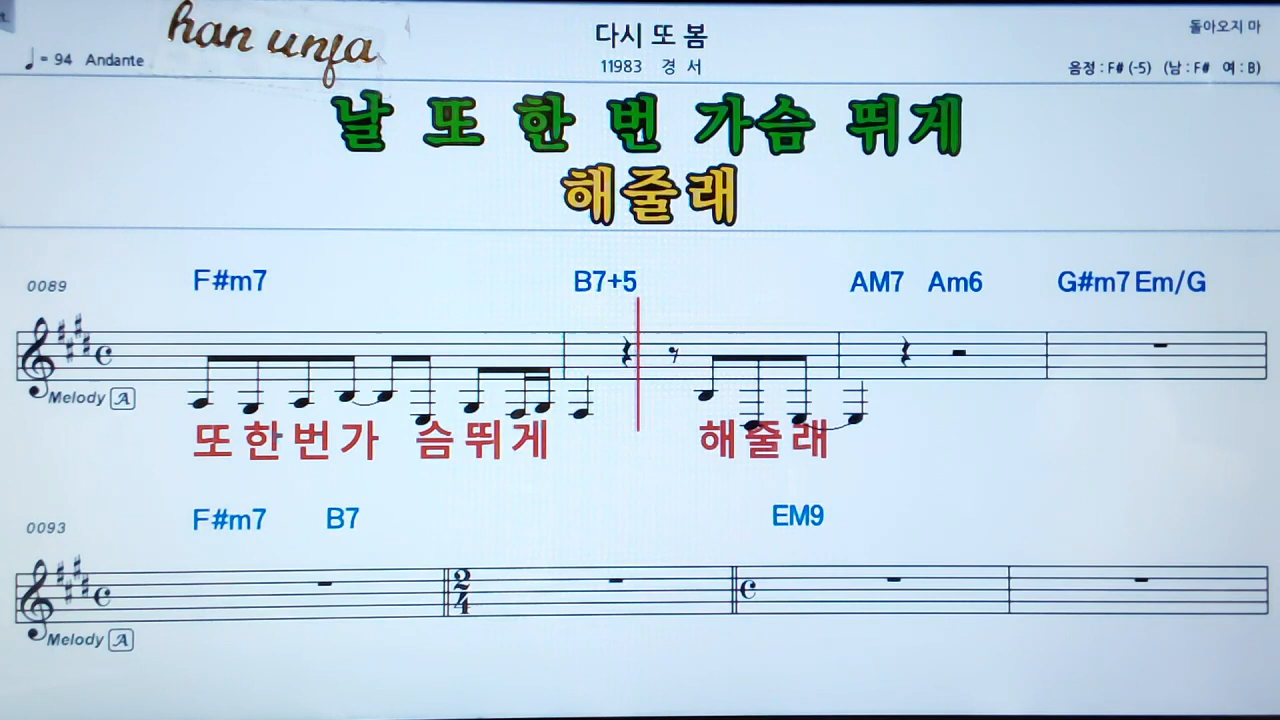 han unja
다시 또 봄
돌아오지 마
♩ = 94 Andante
11983 경 서
음정 : F# (-5) (남 : F# 여 : B)
날 또 한 번 가슴 뛰게
해줄래
0089 F#m7 B7+5 AM7 Am6 G#m7 Em/G
Melody A
또 한 번 가 슴 뛰 게 해 줄 래
0093 F#m7 B7 EM9
2
4
Melody A